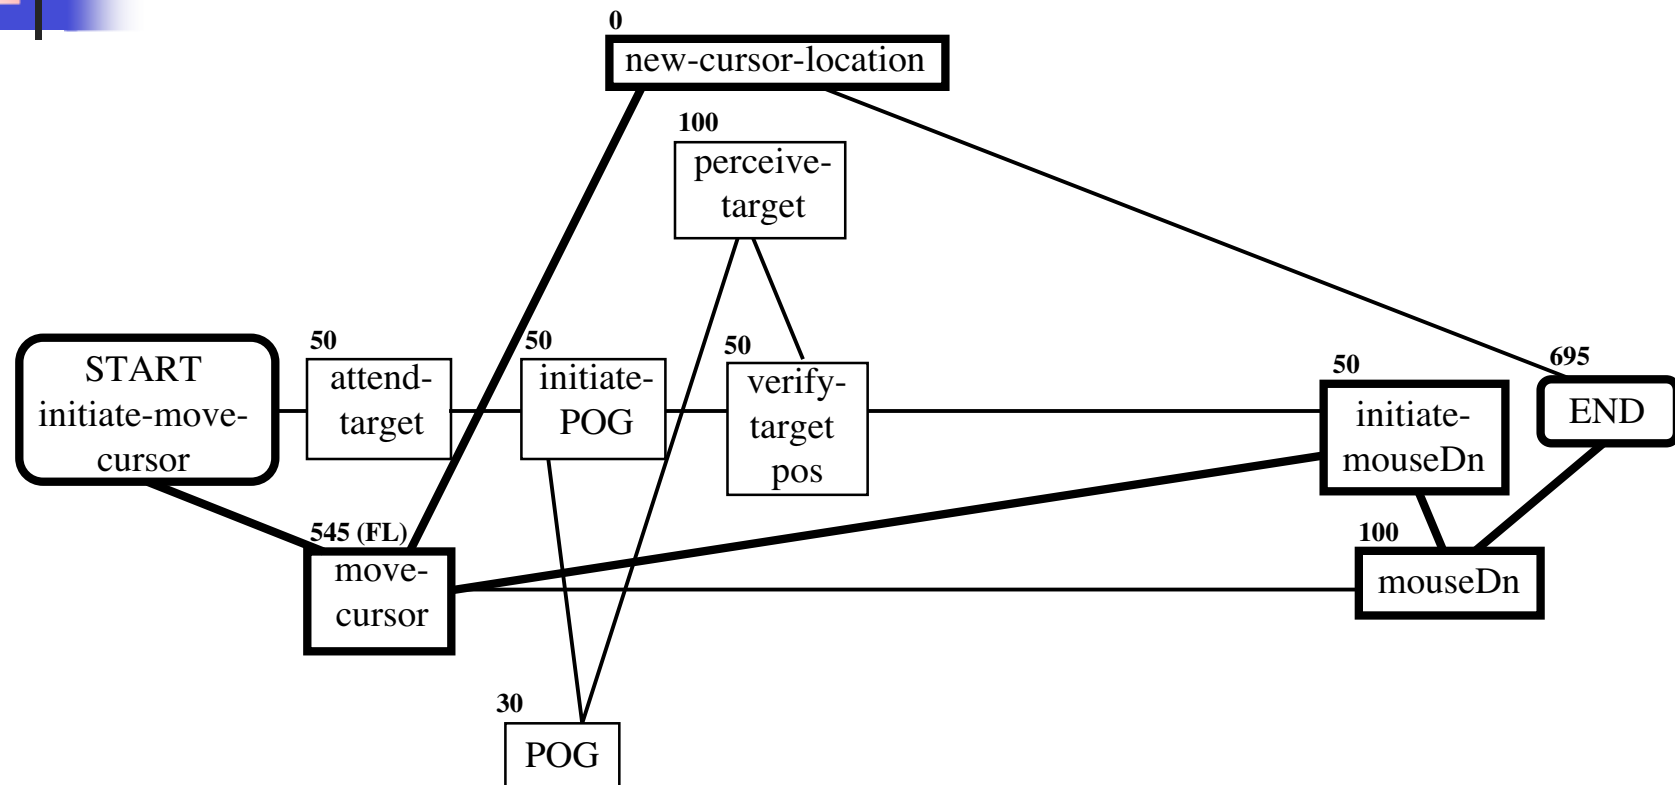 0
new-cursor-location
100
perceive-
target
50
attend-
target
50
initiate-
POG
50
verify-
target
pos
50
initiate-
mouseDn
695
END
START
initiate-move-
cursor
545 (FL)
move-
cursor
100
mouseDn
30
POG